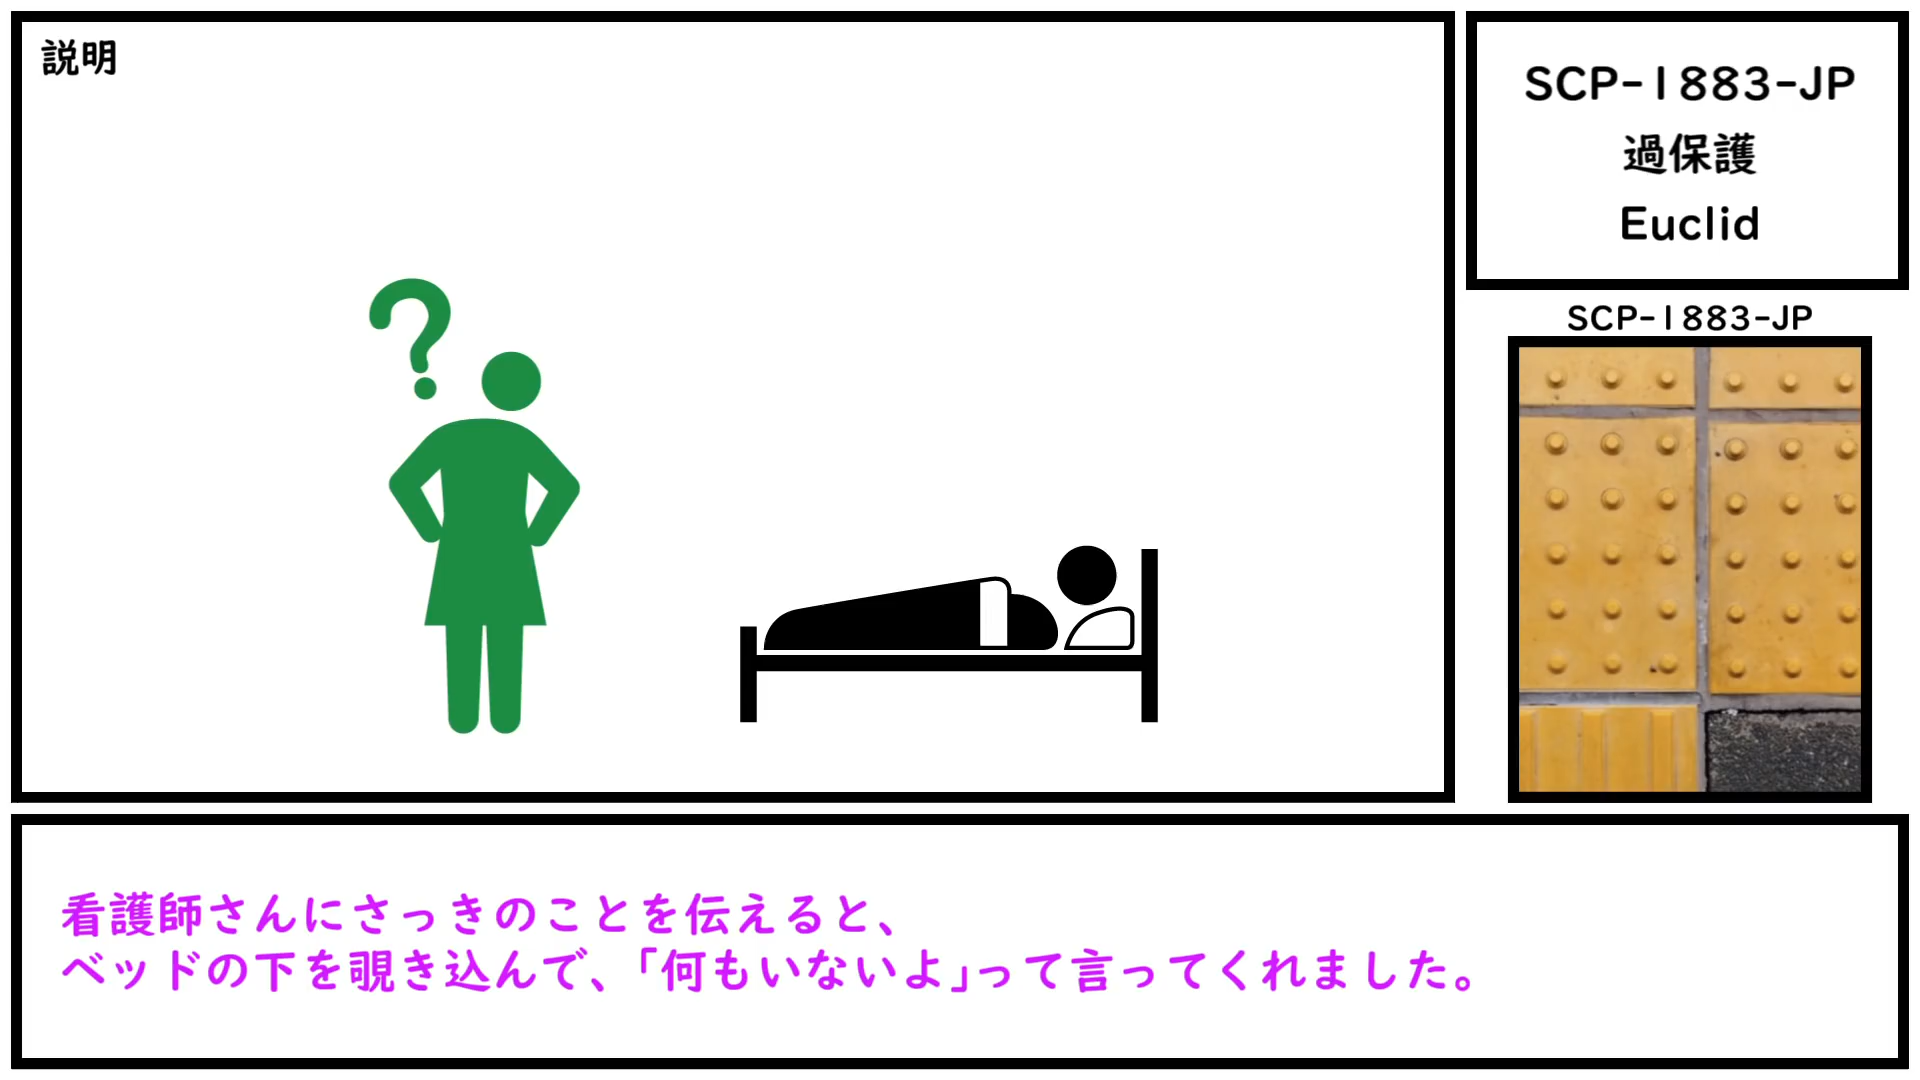 説明
SCP-1883-JP
過保護
Euclid
SCP-1883-JP
看護師さんにさっきのことを伝えると、
ベッドの下を覗き込んで、「何もいないよ」って言ってくれました。